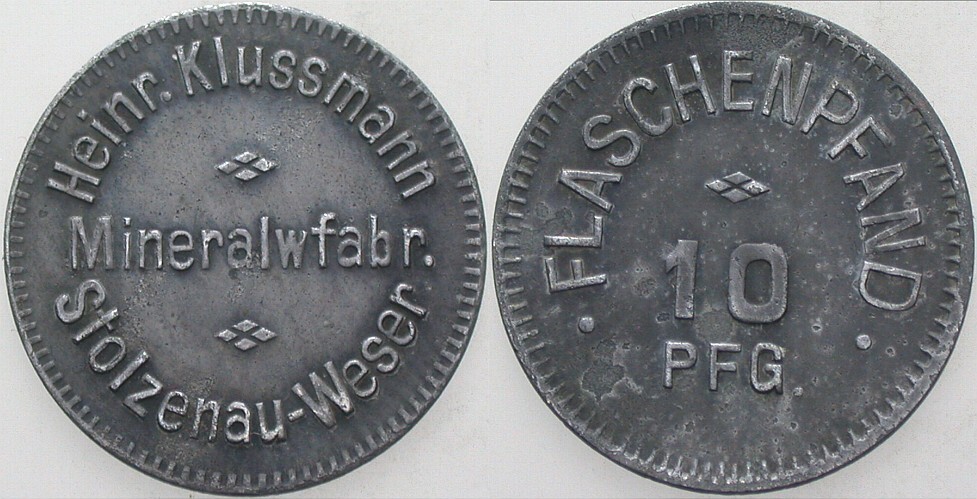 Heinr. Klussmann
Mineralwfabr.
Stolzenau-Weser
FLASCHENPFAND
10
PFG